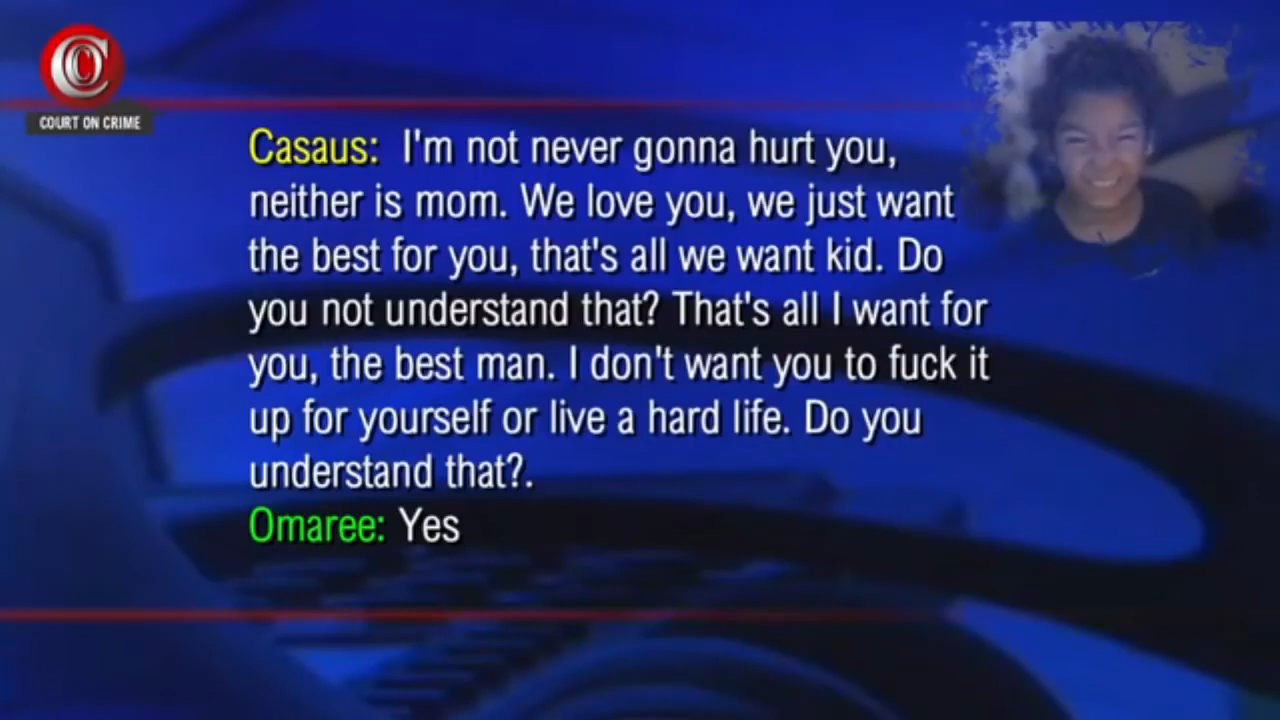 COURT ON CRIME
Casaus: I'm not never gonna hurt you,
neither is mom. We love you, we just want
the best for you, that's all we want kid. Do
you not understand that? That's all I want for
you, the best man. I don't want you to fuck it
up for yourself or live a hard life. Do you
understand that?.
Omaree: Yes